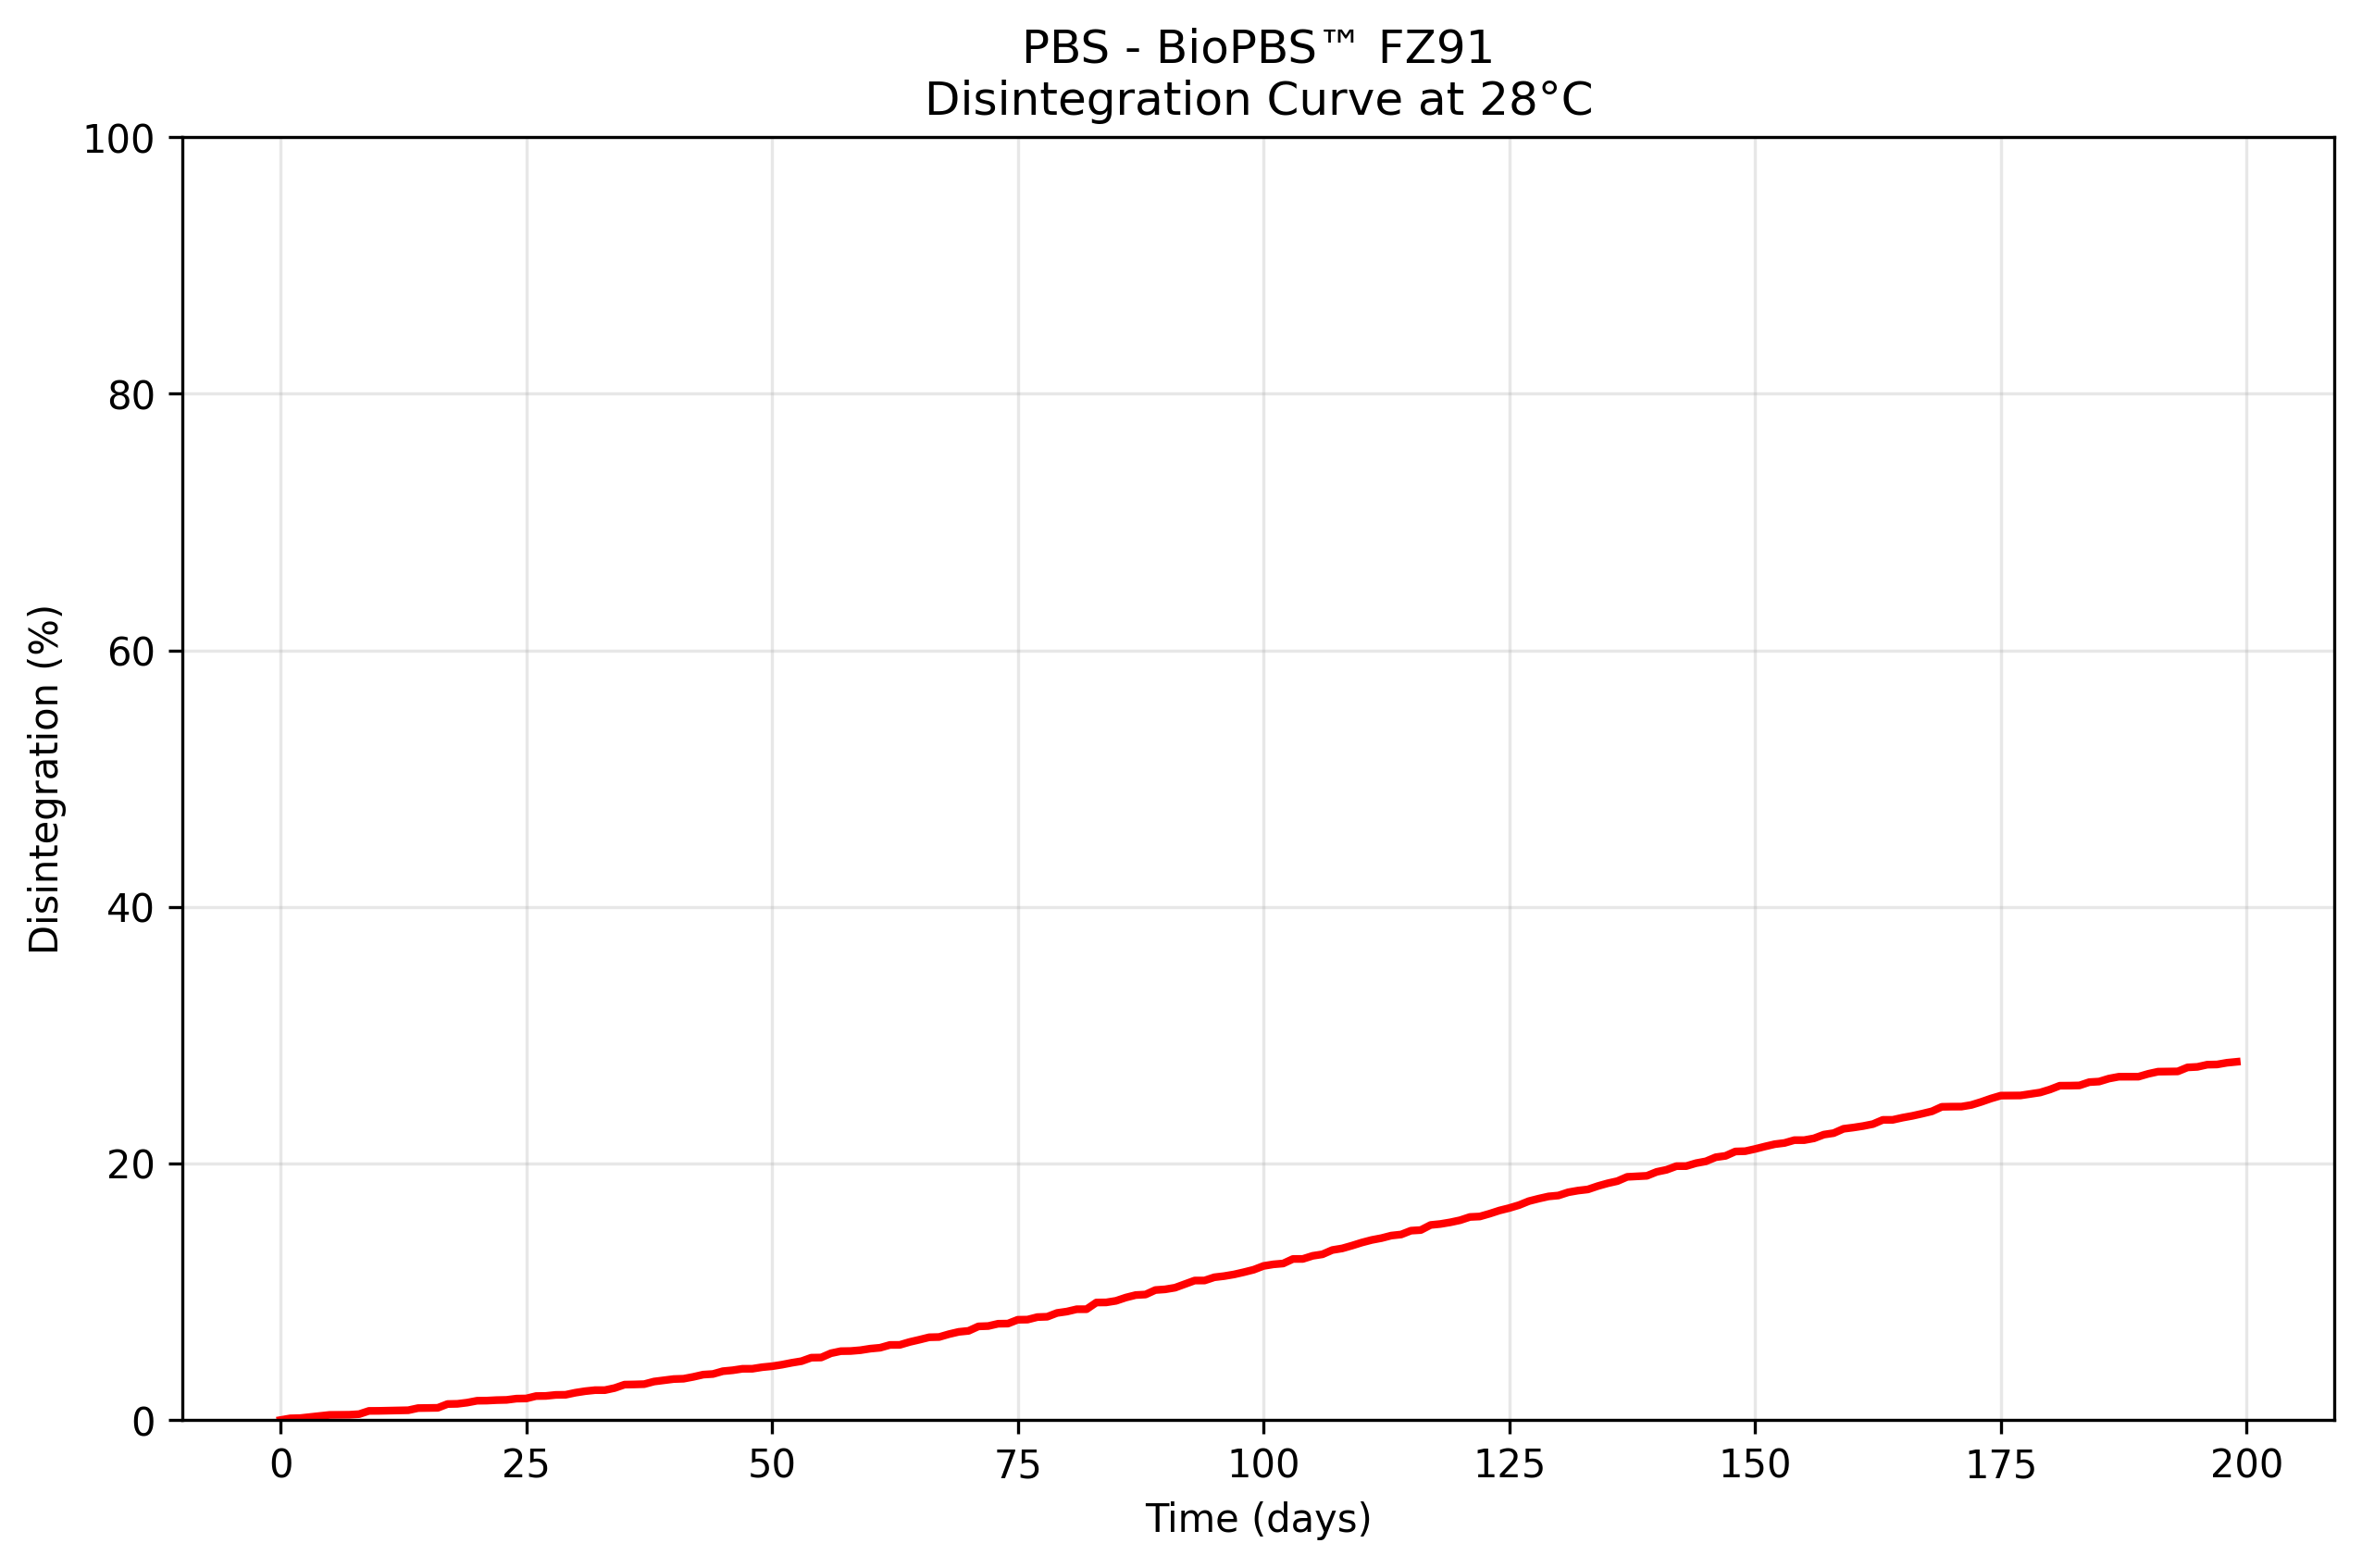 PBS - BioPBS™ FZ91
Disintegration Curve at 28°C
100
80
60
40
20
0
Disintegration (%)
0 25 50 75 100 125 150 175 200
Time (days)